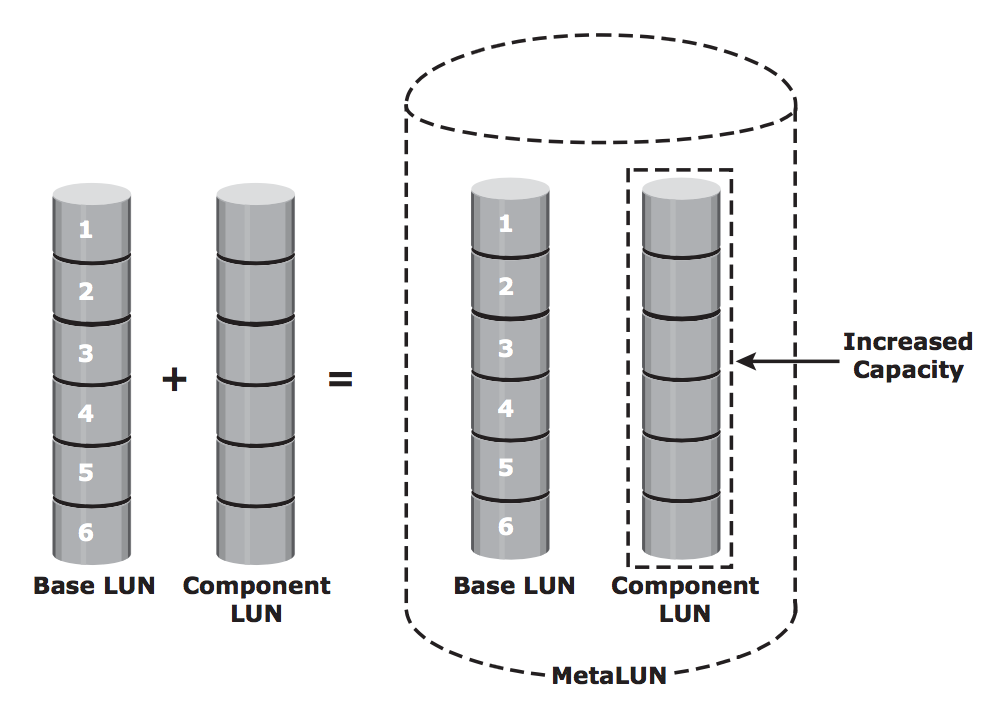 1
2
3
4
5
6
+
=
Base LUN
Component
LUN
1
2
3
4
5
6
Base LUN
Component
LUN
Increased
Capacity
MetaLUN